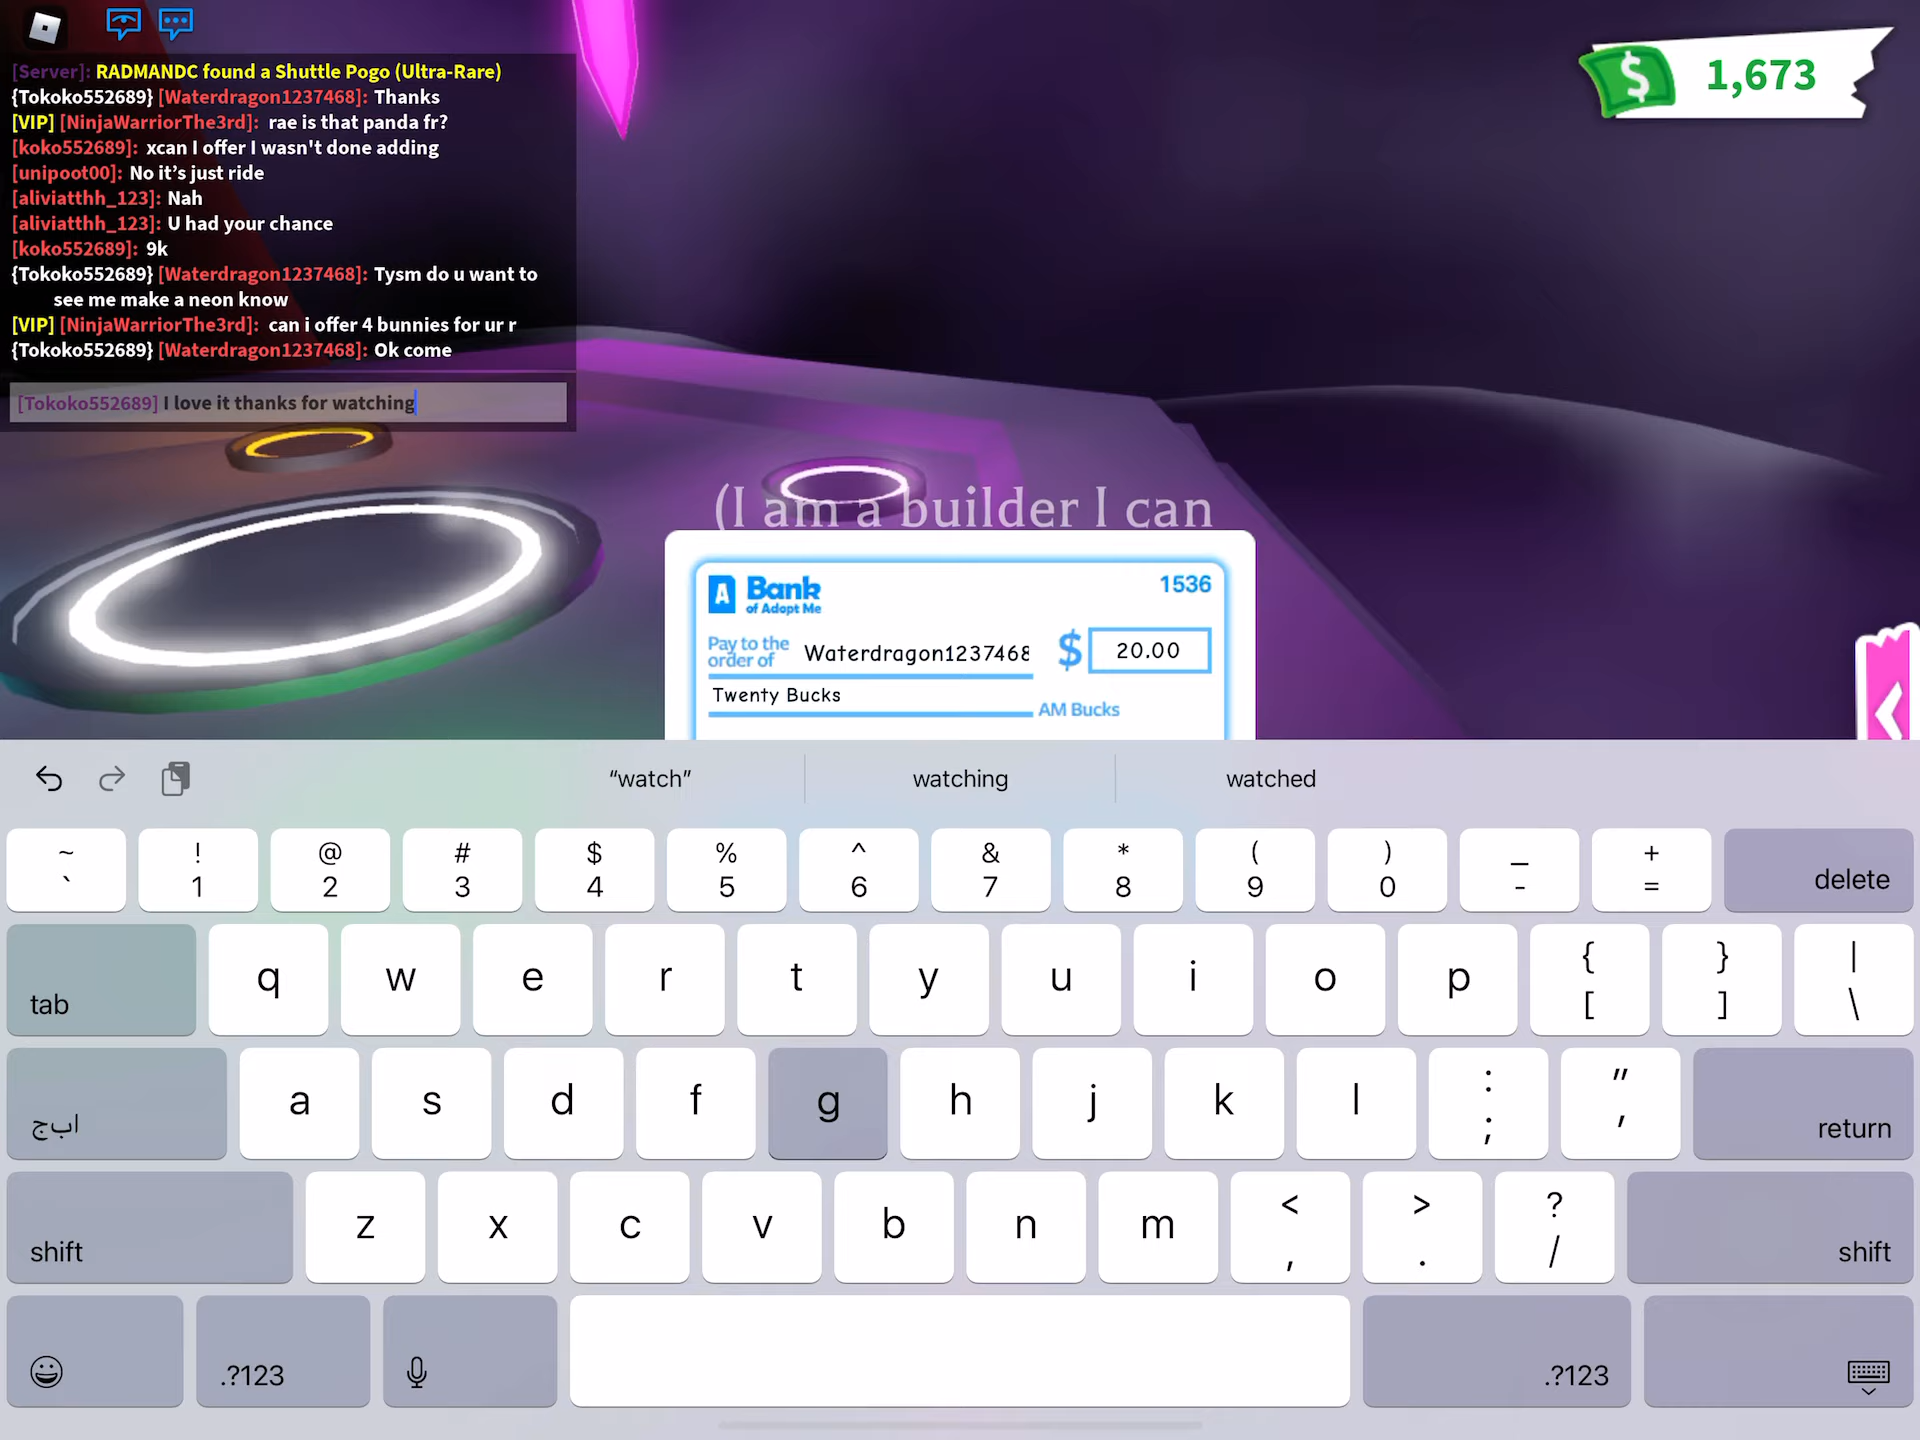 [Server]: RADMANDC found a Shuttle Pogo (Ultra-Rare)
{Tokoko552689} [Waterdragon1237468]: Thanks
[VIP] [NinjaWarriorThe3rd]: rae is that panda fr?
[koko552689]: xcan I offer I wasn't done adding
[unipoot00]: No it’s just ride
[aliviatthh_123]: Nah
[aliviatthh_123]: U had your chance
[koko552689]: 9k
{Tokoko552689} [Waterdragon1237468]: Tysm do u want to
see me make a neon know
[VIP] [NinjaWarriorThe3rd]: can i offer 4 bunnies for ur r
{Tokoko552689} [Waterdragon1237468]: Ok come
[Tokoko552689] I love it thanks for watching
$ 1,673
(I am a builder I can
A Bank 1536
of Adopt Me
Pay to the
order of Waterdragon1237468 $ 20.00
Twenty Bucks
AM Bucks
“watch” watching watched
~ ! @ # $ % ^ & * ( ) _ +
` 1 2 3 4 5 6 7 8 9 0 - = delete
tab q w e r t y u i o p { [ } ] | \
ابج a s d f g h j k l : ; " ' return
shift z x c v b n m < , > . ? / shift
.?123 .?123